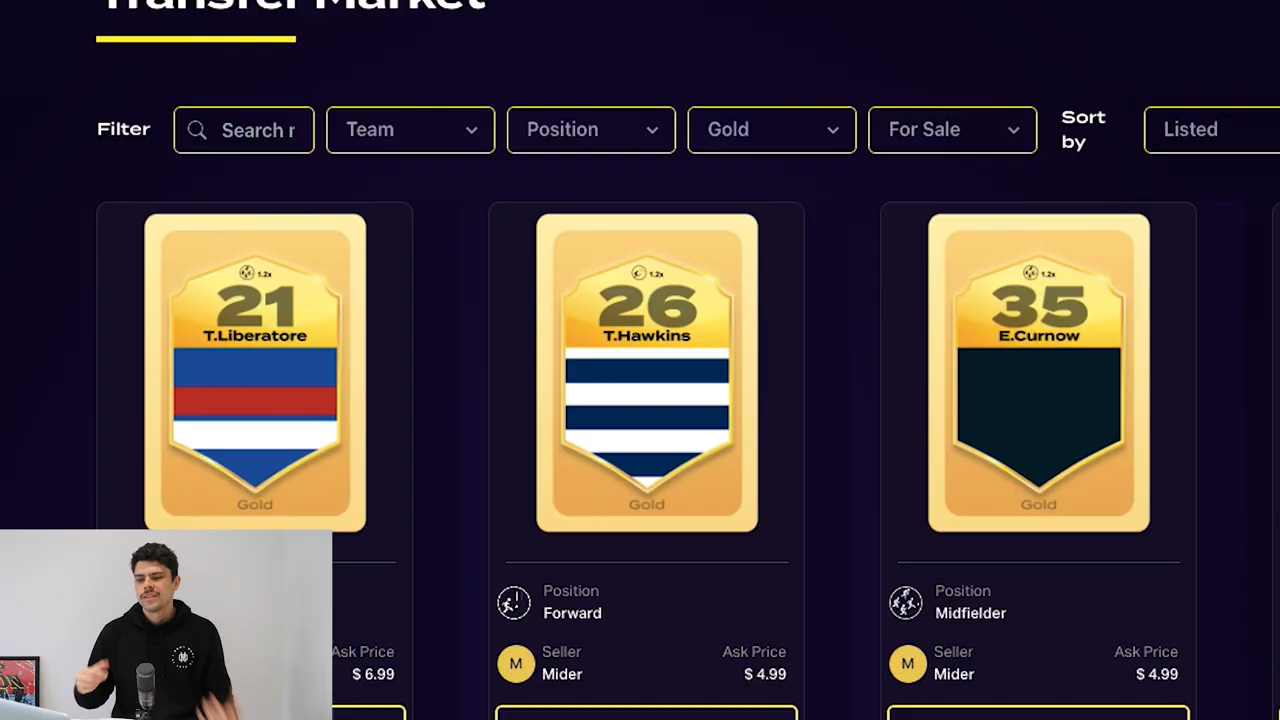 Transfer Market
Filter
Search r
Team
Position
Gold
For Sale
Sort
by
Listed
1.2x
21
T.Liberatore
Gold
1.2x
26
T.Hawkins
Gold
1.2x
35
E.Curnow
Gold
Ask Price
$ 6.99
Position
Forward
M
Seller
Mider
Ask Price
$ 4.99
Position
Midfielder
M
Seller
Mider
Ask Price
$ 4.99